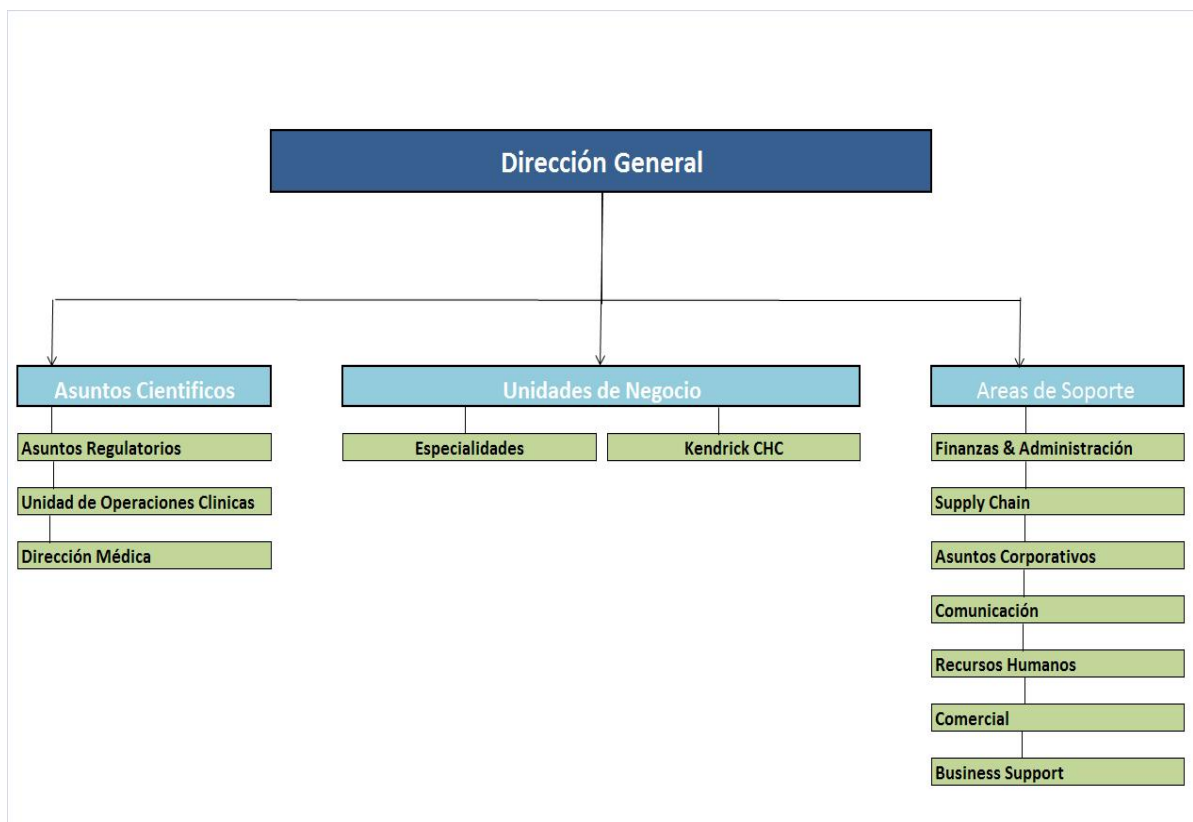 Dirección General
Asuntos Cientificos
Unidades de Negocio
Areas de Soporte
Asuntos Regulatorios
Unidad de Operaciones Clinicas
Dirección Médica
Especialidades
Kendrick CHC
Finanzas & Administración
Supply Chain
Asuntos Corporativos
Comunicación
Recursos Humanos
Comercial
Business Support